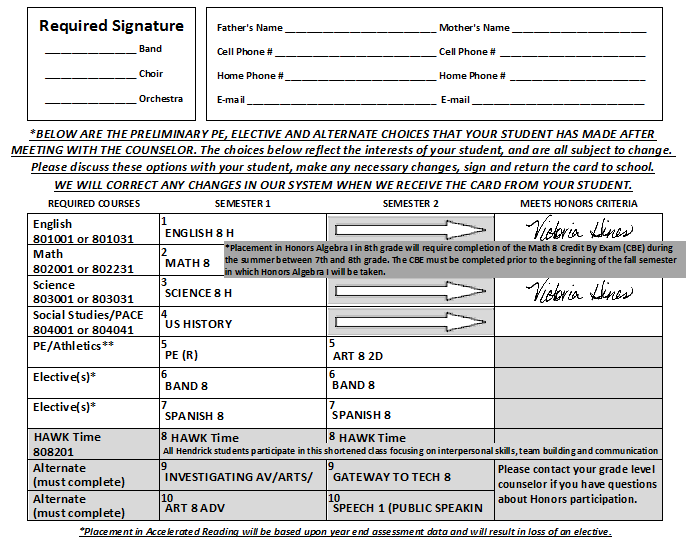 Required Signature
_________________ Band
_________________ Choir
_________________ Orchestra
Father's Name ____________________________ Mother's Name _________________________
Cell Phone # ____________________________ Cell Phone # ___________________________
Home Phone # ____________________________ Home Phone # _________________________
E-mail ___________________________________ E-mail ________________________________
*BELOW ARE THE PRELIMINARY PE, ELECTIVE AND ALTERNATE CHOICES THAT YOUR STUDENT HAS MADE AFTER
MEETING WITH THE COUNSELOR. The choices below reflect the interests of your student, and are all subject to change.
Please discuss these options with your student, make any necessary changes, sign and return the card to school.
WE WILL CORRECT ANY CHANGES IN OUR SYSTEM WHEN WE RECEIVE THE CARD FROM YOUR STUDENT.
REQUIRED COURSES SEMESTER 1 SEMESTER 2 MEETS HONORS CRITERIA
English 1
801001 or 801031 ENGLISH 8 H Victoria Hines
Math 2
802001 or 802231 MATH 8
*Placement in Honors Algebra I in 8th grade will require completion of the Math 8 Credit By Exam (CBE) during
the summer between 7th and 8th grade. The CBE must be completed prior to the beginning of the fall semester
in which Honors Algebra I will be taken.
Science 3
803001 or 803031 SCIENCE 8 H Victoria Hines
Social Studies/PACE 4
804001 or 804041 US HISTORY
PE/Athletics** 5 5
PE (R) ART 8 2D
Elective(s)* 6 6
BAND 8 BAND 8
Elective(s)* 7 7
SPANISH 8 SPANISH 8
HAWK Time 8 HAWK Time 8 HAWK Time
808201 All Hendrick students participate in this shortened class focusing on interpersonal skills, team building and communication
Alternate 9 9
(must complete) INVESTIGATING AV/ARTS/ GATEWAY TO TECH 8
Alternate 10 10
(must complete) ART 8 ADV SPEECH 1 (PUBLIC SPEAKIN
Please contact your grade level
counselor if you have questions
about Honors participation.
*Placement in Accelerated Reading will be based upon year end assessment data and will result in loss of an elective.